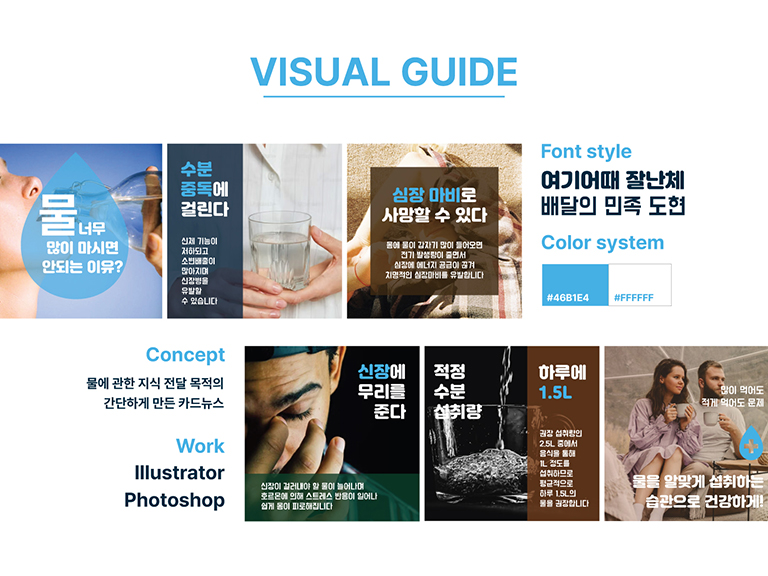 VISUAL GUIDE
물 너무
많이 마시면
안되는 이유?
수분
중독에
걸린다
신체 기능이
저하되고
소변배출이
많아지며
신장병을
유발할
수 있습니다
심장 마비로
사망할 수 있다
몸에 물이 갑자기 많이 들어오면
전기 발생량이 줄면서
심장에 에너지 공급이 끊겨
치명적인 심장마비를 유발합니다
Font style
여기어때 잘난체
배달의 민족 도현
Color system
#46B1E4
#FFFFFF
Concept
물에 관한 지식 전달 목적의
간단하게 만든 카드뉴스
Work
Illustrator
Photoshop
신장에
무리를
준다
신장이 걸러내야 할 물이 늘어나며
호르몬에 의해 스트레스 반응이 일어나
쉽게 몸이 피로해집니다
적정
수분
섭취량
하루에
1.5L
권장 섭취량인
2.5L 중에서
음식을 통해
1L 정도를
섭취하므로
평균적으로
하루 1.5L의
물을 권장합니다
많이 먹어도
적게 먹어도 문제
물을 알맞게 섭취하는
습관으로 건강하게!